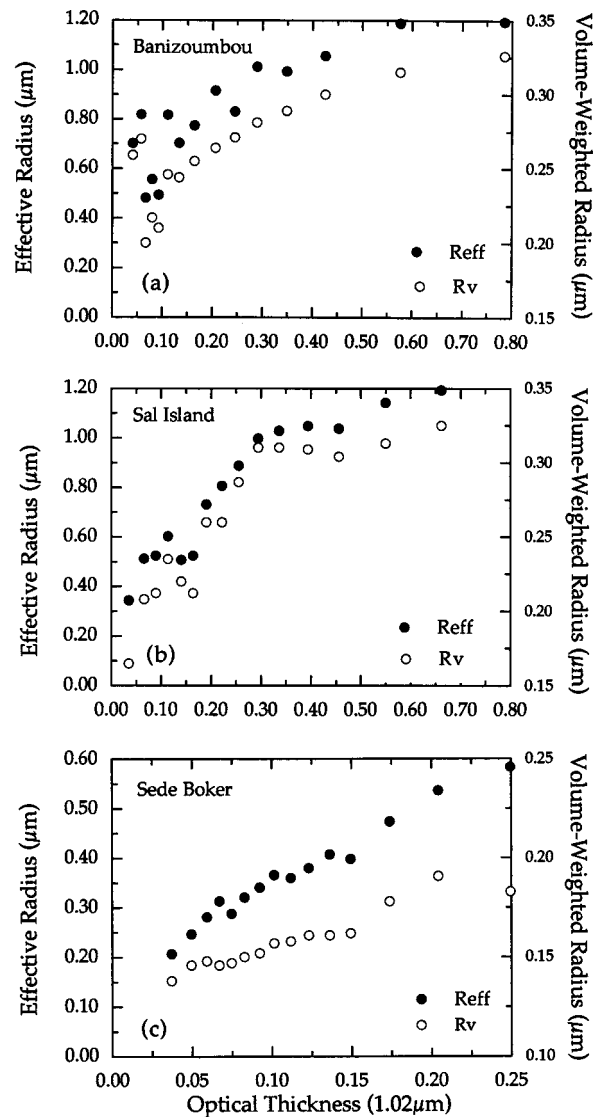 Banizoumbou
Effective Radius (µm)
Volume-Weighted Radius (µm)
1.20
1.00
0.80
0.60
0.40
0.20
0.00
0.35
0.30
0.25
0.20
0.15
Reff
Rv
(a)
0.00 0.10 0.20 0.30 0.40 0.50 0.60 0.70 0.80
Sal Island
Effective Radius (µm)
Volume-Weighted Radius (µm)
1.20
1.00
0.80
0.60
0.40
0.20
0.00
0.35
0.30
0.25
0.20
0.15
Reff
Rv
(b)
0.00 0.10 0.20 0.30 0.40 0.50 0.60 0.70 0.80
Sede Boker
Effective Radius (µm)
Volume-Weighted Radius (µm)
0.60
0.50
0.40
0.30
0.20
0.10
0.00
0.25
0.20
0.15
0.10
Reff
Rv
(c)
0.00 0.05 0.10 0.15 0.20 0.25
Optical Thickness (1.02µm)